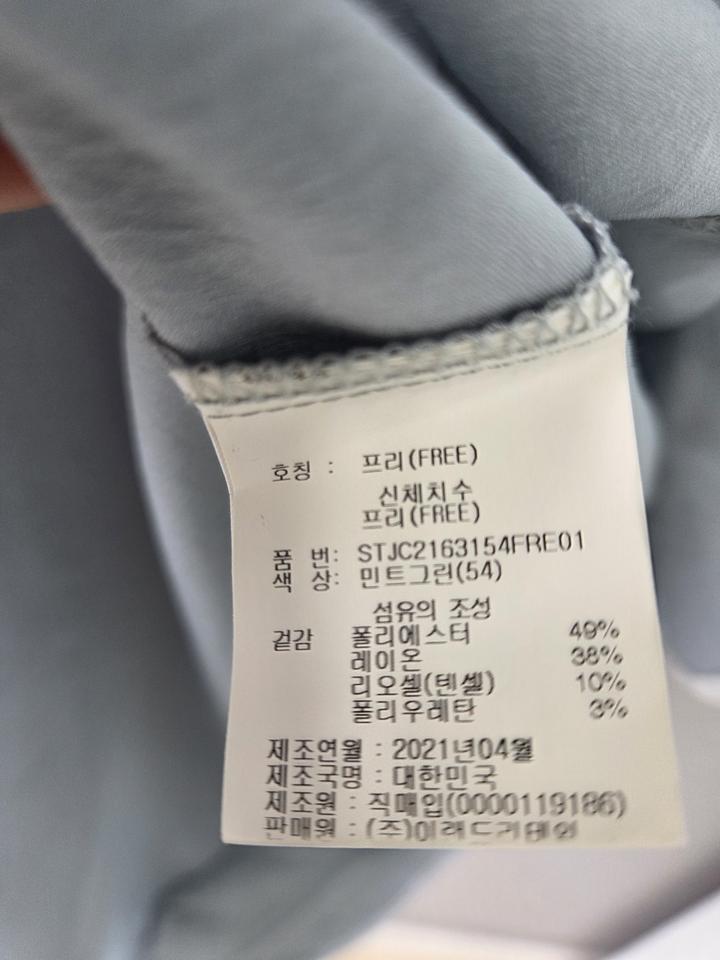 호칭 : 프리(FREE)
신체치수
프리(FREE)
품 번: STJC2163154FRE01
색 상: 민트그린(54)
섬유의 조성
겉감 폴리에스터 49%
레이온 38%
리오셀(텐셀) 10%
폴리우레탄 3%
제조연월 : 2021년04월
제조국명 : 대한민국
제조원 : 직매입(0000119186)
판매원 :